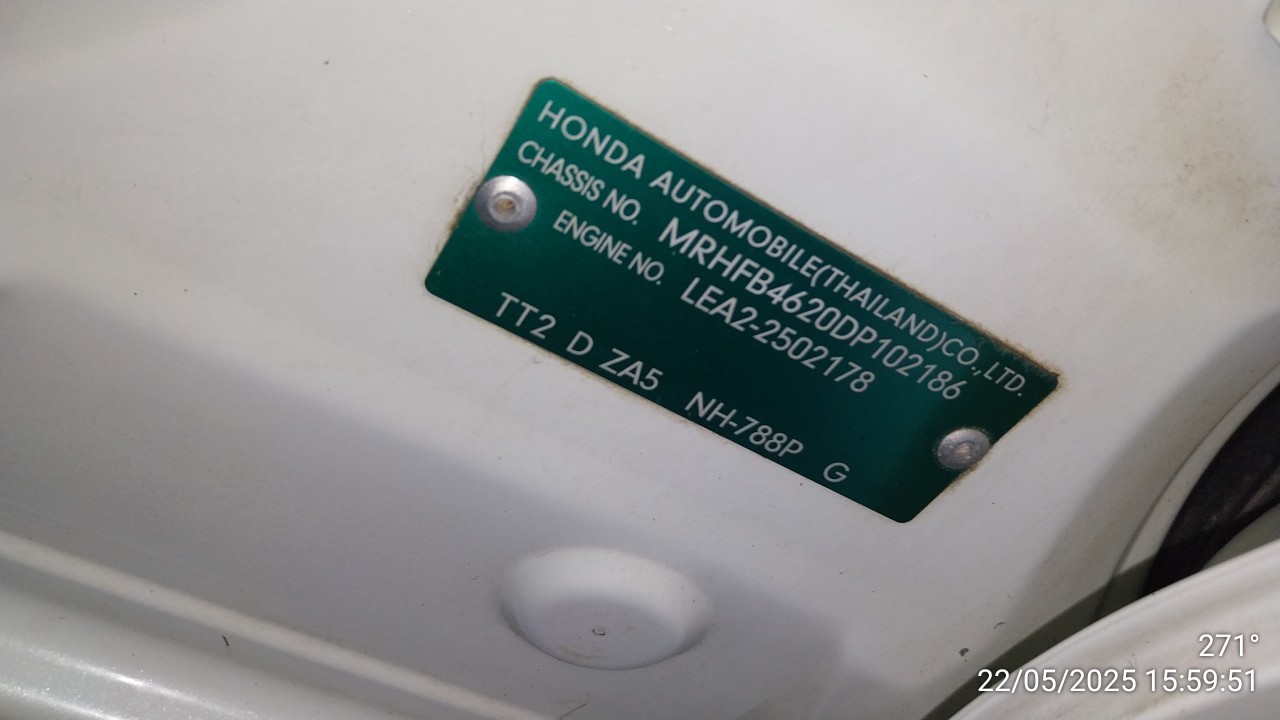 HONDA AUTOMOBILE(THAILAND)CO.,LTD.
CHASSIS NO. MRHFB4620DP102186
ENGINE NO. LEA2-2502178
TT2 D ZA5 NH-788P G
271°
22/05/2025 15:59:51